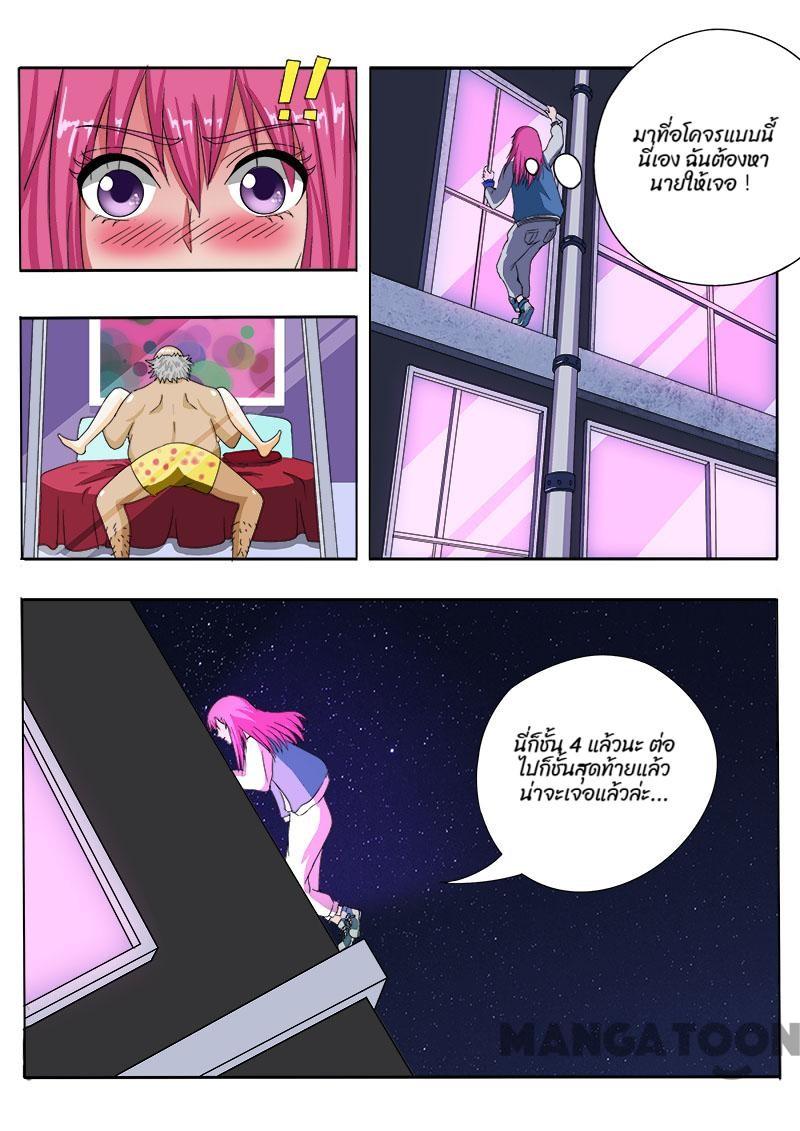 !!
มาที่อโคจรแบบนี้
นี่เอง ฉันต้องหา
นายให้เจอ !
นี่ก็ชั้น 4 แล้วนะ ต่อ
ไปก็ชั้นสุดท้ายแล้ว
น่าจะเจอแล้วล่ะ...
MANGATOON